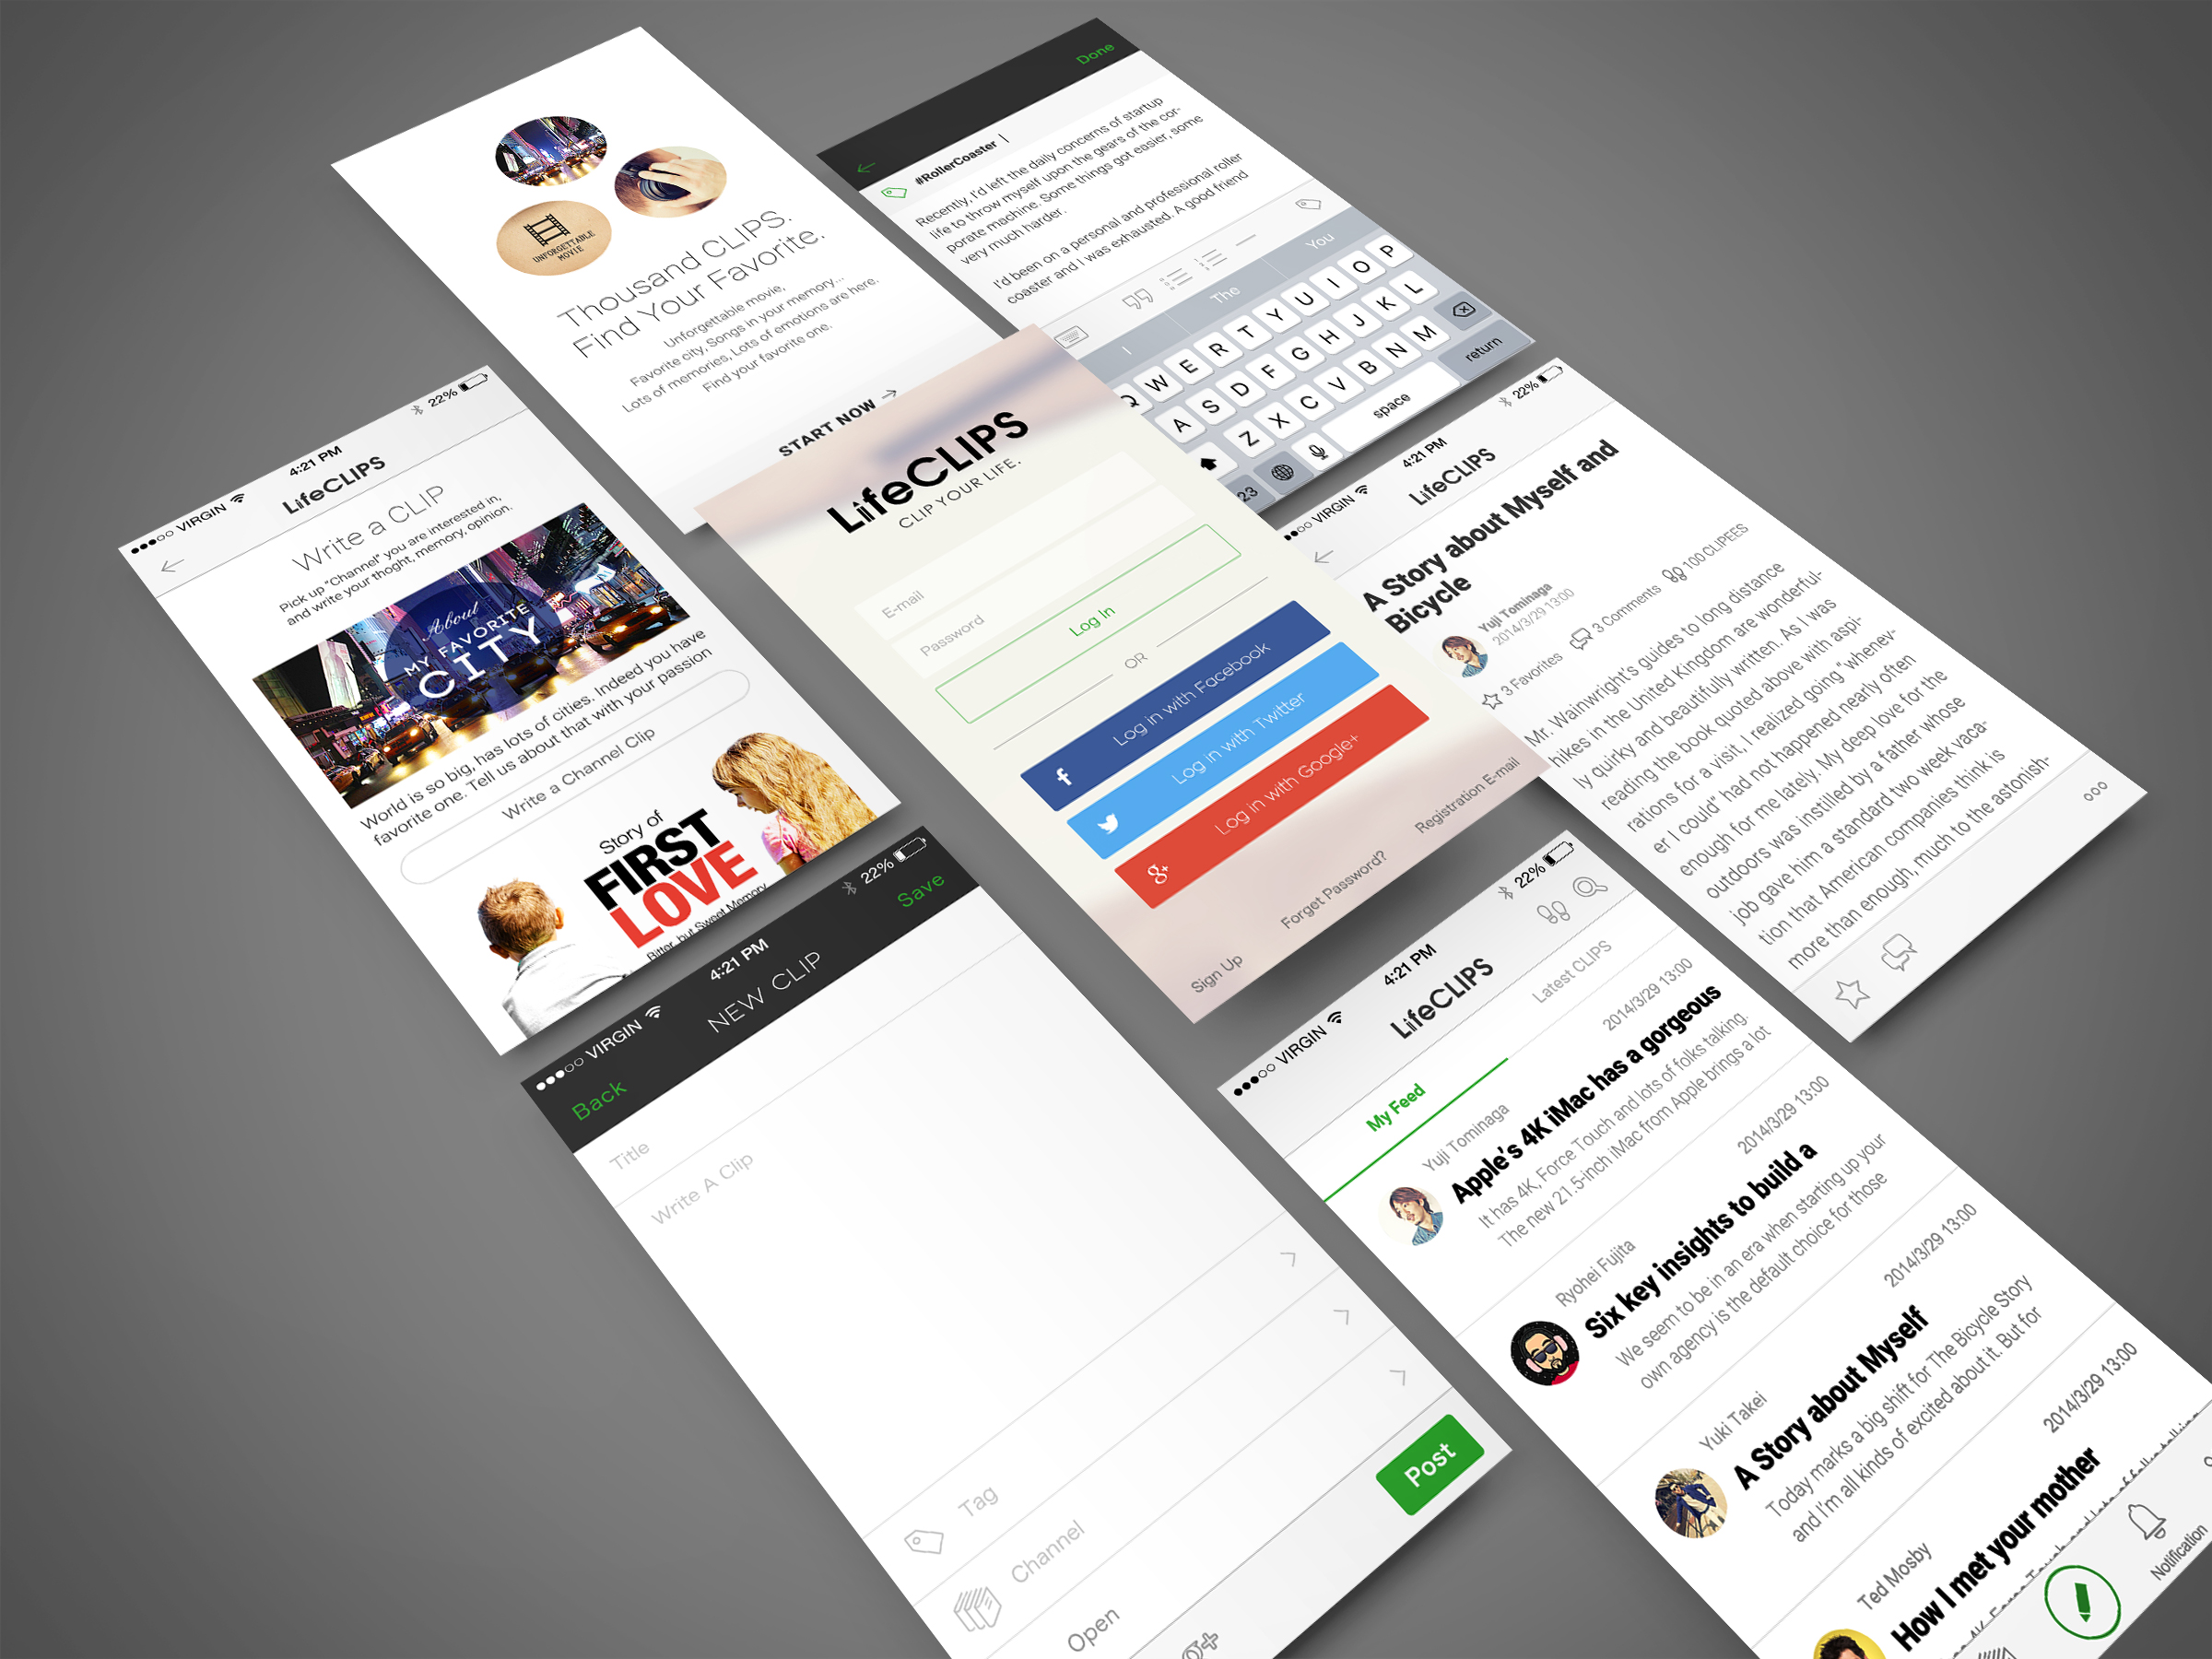 Thousand CLIPS.
Find Your Favorite.
Unforgettable movie,
Favorite city, Songs in your memory...
Lots of memories, Lots of emotions are here.
Find your favorite one.
START NOW →
UNFORGETTABLE
MOVIE
Done
#RollerCoaster
Recently, I'd left the daily concerns of startup
life to throw myself upon the gears of the cor-
porate machine. Some things got easier, some
very much harder.
I'd been on a personal and professional roller
coaster and I was exhausted. A good friend
I The You
Q W E R T Y U I O P
A S D F G H J K L
Z X C V B N M
23 space return
VIRGIN 4:21 PM 22%
LifeCLIPS
Write a CLIP
Pick up "Channel" you are interested in,
and write your thoght, memory, opinion.
About
MY FAVORITE
CITY
World is so big, has lots of cities. Indeed you have
favorite one. Tell us about that with your passion
Write a Channel Clip
Story of
FIRST
LOVE
Bitter, but Sweet Memory
LifeCLIPS
CLIP YOUR LIFE.
E-mail
Password
Log In
OR
Log in with Facebook
Log in with Twitter
g+ Log in with Google+
Sign Up Forget Password? Registration E-mail
VIRGIN 4:21 PM 22%
LifeCLIPS
A Story about Myself and
Bicycle
Yuji Tominaga
2014/3/29 13:00
3 Favorites 3 Comments 100 CLIPEES
Mr. Wainwright's guides to long distance
hikes in the United Kingdom are wonderful-
ly quirky and beautifully written. As I was
reading the book quoted above with aspi-
rations for a visit, I realized going "whenev-
er I could" had not happened nearly often
enough for me lately. My deep love for the
outdoors was instilled by a father whose
job gave him a standard two week vaca-
tion that American companies think is
more than enough, much to the astonish-
VIRGIN 4:21 PM 22%
Back NEW CLIP Save
Title
Write A Clip
Tag
Channel
Open
Post
VIRGIN 4:21 PM 22%
LifeCLIPS
My Feed Latest CLIPS
Yuji Tominaga 2014/3/29 13:00
Apple's 4K iMac has a gorgeous
It has 4K, Force Touch and lots of folks talking.
The new 21.5-inch iMac from Apple brings a lot
Ryohei Fujita 2014/3/29 13:00
Six key insights to build a
We seem to be in an era when starting up your
own agency is the default choice for those
Yuki Takei 2014/3/29 13:00
A Story about Myself
Today marks a big shift for The Bicycle Story
and I'm all kinds of excited about it. But for
Ted Mosby 2014/3/29 13:00
How I met your mother
Notification